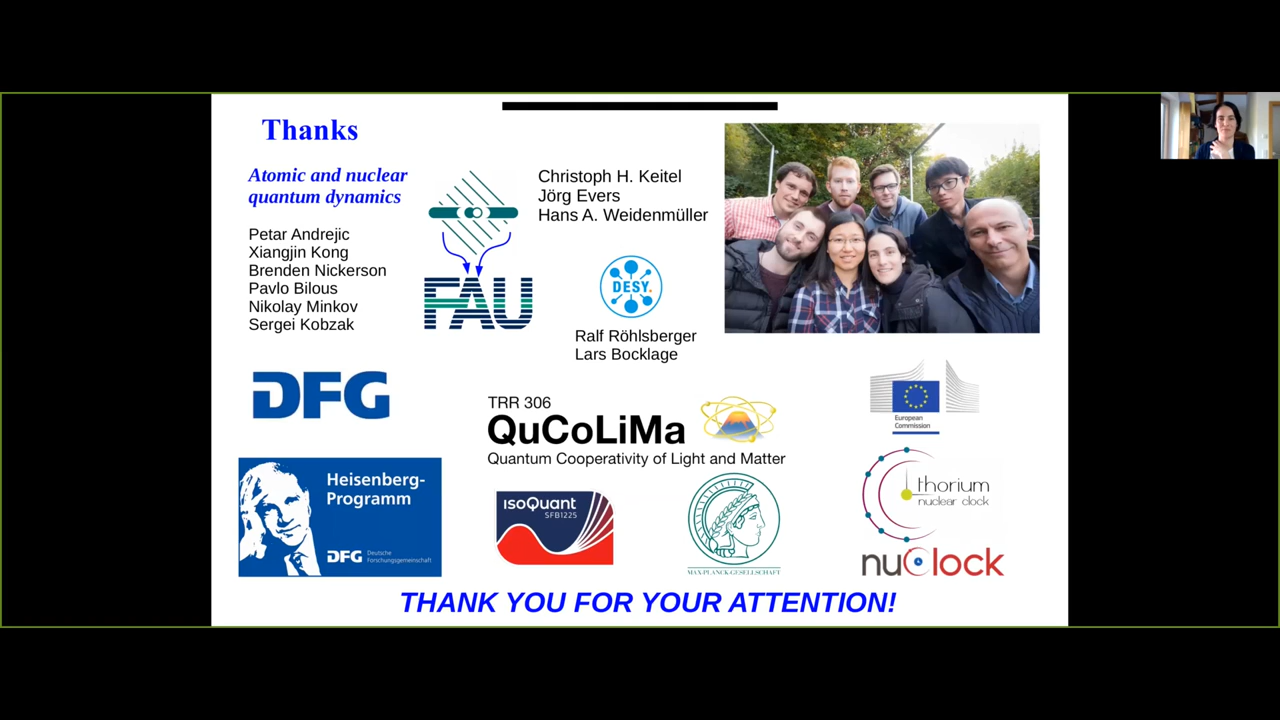 Thanks
Atomic and nuclear
quantum dynamics
Petar Andrejic
Xiangjin Kong
Brenden Nickerson
Pavlo Bilous
Nikolay Minkov
Sergei Kobzak
FAU
Christoph H. Keitel
Jörg Evers
Hans A. Weidenmüller
DESY.
Ralf Röhlsberger
Lars Bocklage
DFG
Heisenberg-
Programm
DFG Deutsche
Forschungsgemeinschaft
TRR 306
QuCoLiMa
Quantum Cooperativity of Light and Matter
isoQuant
SFB1225
MAX-PLANCK-GESELLSCHAFT
European
Commission
thorium
nuclear clock
nuClock
THANK YOU FOR YOUR ATTENTION!